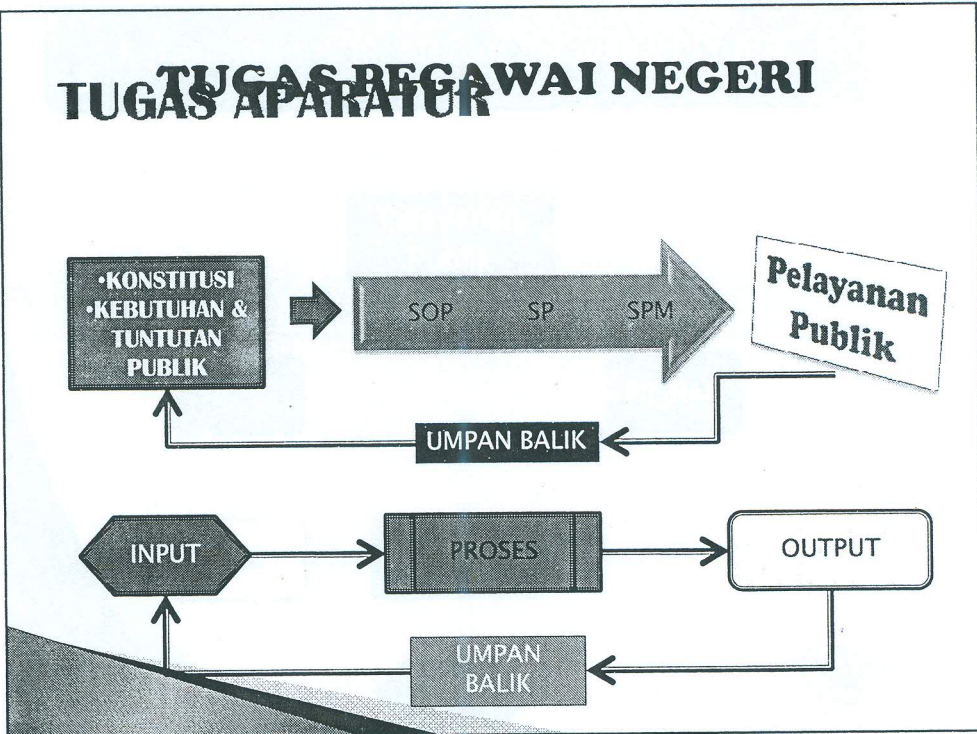 TUGAS PEGAWAI NEGERI
TUGAS APARATUR
•KONSTITUSI
•KEBUTUHAN &
TUNTUTAN
PUBLIK
SOP SP SPM
Pelayanan
Publik
UMPAN BALIK
INPUT
PROSES
OUTPUT
UMPAN
BALIK